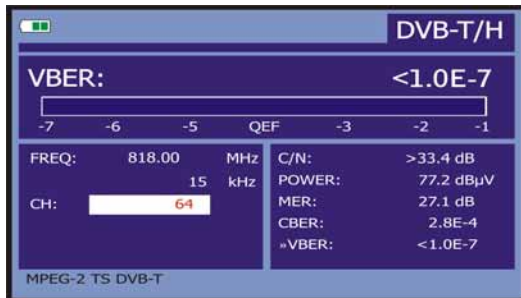 DVB-T/H
VBER: <1.0E-7
-7 -6 -5 QEF -3 -2 -1
FREQ: 818.00 MHz
15 kHz
CH: 64
C/N: >33.4 dB
POWER: 77.2 dBµV
MER: 27.1 dB
CBER: 2.8E-4
»VBER: <1.0E-7
MPEG-2 TS DVB-T